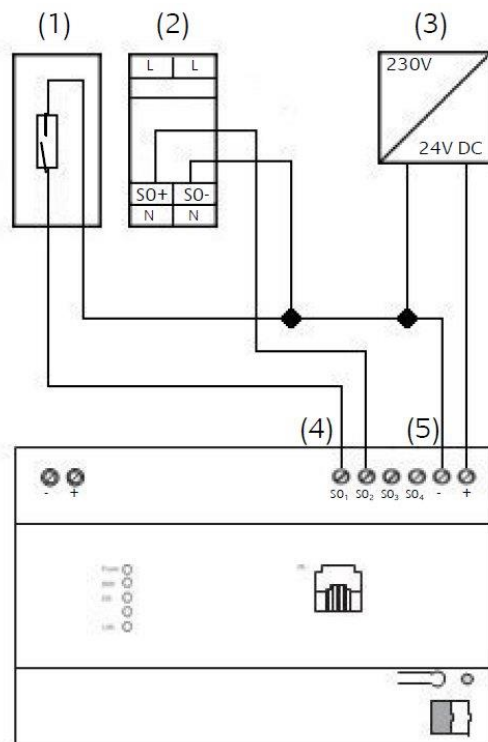 (1) (2) (3)
L L
230V
24V DC
S0+ S0-
N N
(4) (5)
- + S0₁ S0₂ S0₃ S0₄ - +